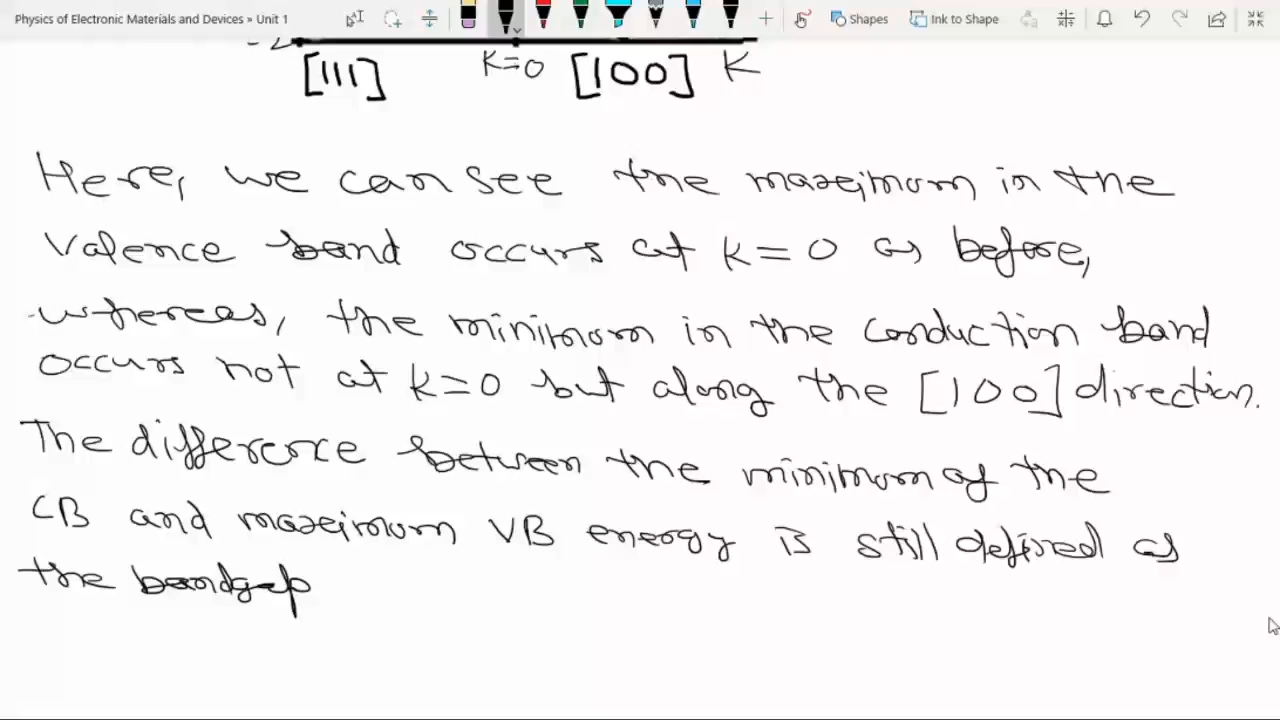 Physics of Electronic Materials and Devices » Unit 1
Shapes
Ink to Shape
-2
[111] K=0 [100] K
Here, we can see the maximum in the
Valence band occurs at K=0 as before,
whereas, the minimum in the conduction band
occurs not at K=0 but along the [100] direction.
The difference between the minimum of the
CB and maximum VB energy is still defined as
the bandgap